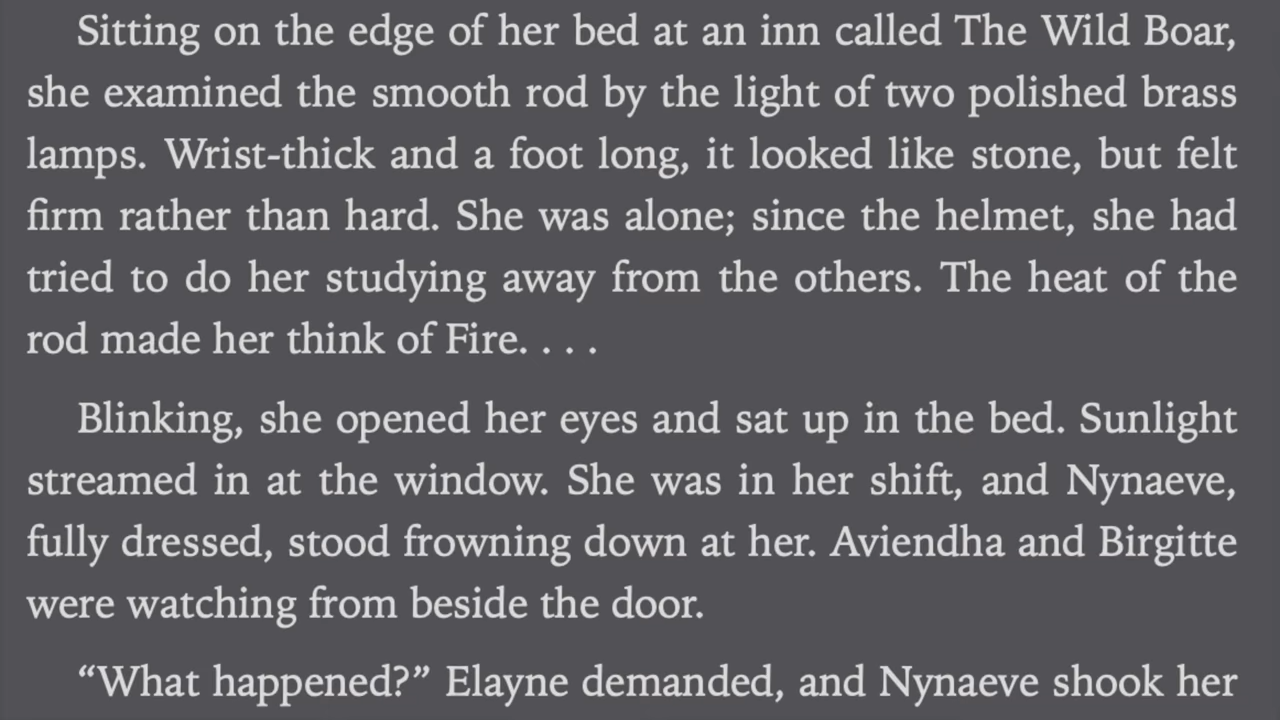 Sitting on the edge of her bed at an inn called The Wild Boar,
she examined the smooth rod by the light of two polished brass
lamps. Wrist-thick and a foot long, it looked like stone, but felt
firm rather than hard. She was alone; since the helmet, she had
tried to do her studying away from the others. The heat of the
rod made her think of Fire. . . .
Blinking, she opened her eyes and sat up in the bed. Sunlight
streamed in at the window. She was in her shift, and Nynaeve,
fully dressed, stood frowning down at her. Aviendha and Birgitte
were watching from beside the door.
“What happened?” Elayne demanded, and Nynaeve shook her